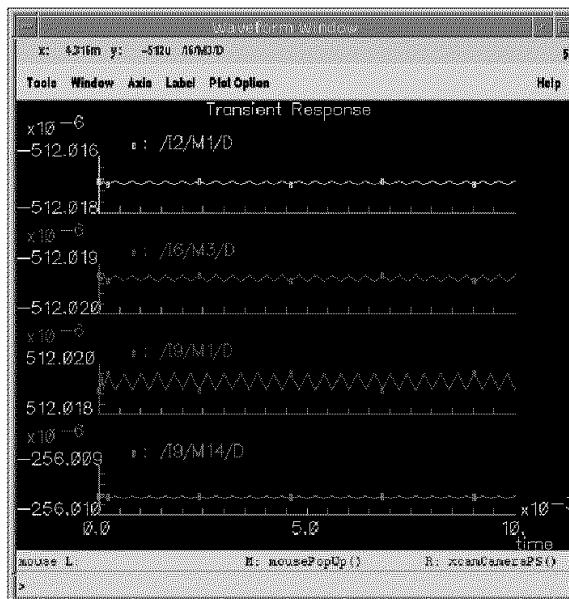 Waveform Window
x: 4.316m y: -512u /I6/M3/D 5
Tools Window Axis Label Plot Option Help
Transient Response
x10 -6
-512.016
: /I2/M1/D
-512.018
x10 -6
-512.019
: /I6/M3/D
-512.020
x10 -6
512.020
: /I9/M1/D
512.018
x10 -6
-256.009
: /I9/M14/D
-256.010
0.0 5.0 10. x10 -3
time
mouse L M: mousePopUp() R: xcamCameraPS()
>